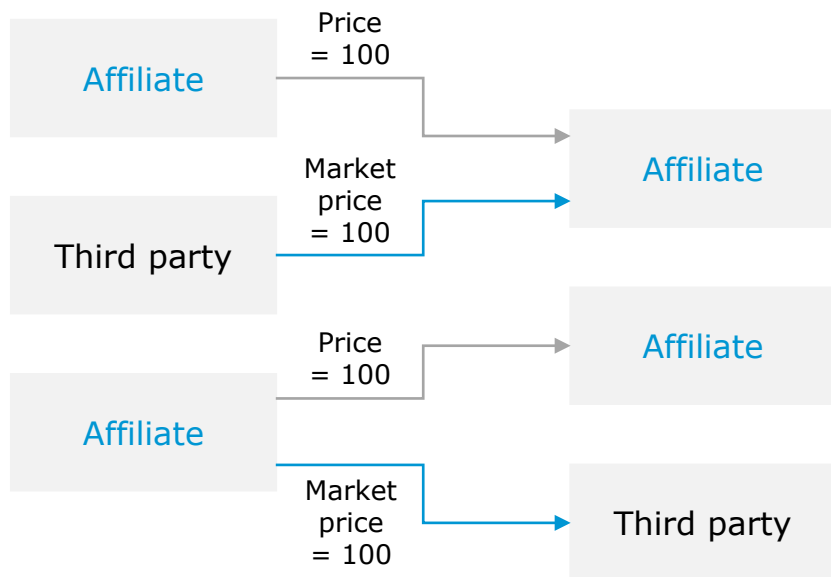 Price
= 100
Affiliate
Affiliate
Market
price
= 100
Third party
Price
= 100
Affiliate
Affiliate
Market
price
= 100
Third party